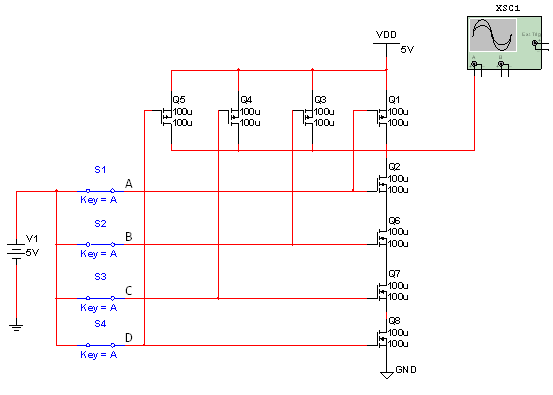 XSC1
Ext Trig
A
B
VDD
5V
Q5
100u
100u
Q4
100u
100u
Q3
100u
100u
Q1
100u
100u
S1
A
Key = A
Q2
100u
100u
S2
B
Key = A
Q6
100u
100u
V1
5V
S3
C
Key = A
Q7
100u
100u
S4
D
Key = A
Q8
100u
100u
GND